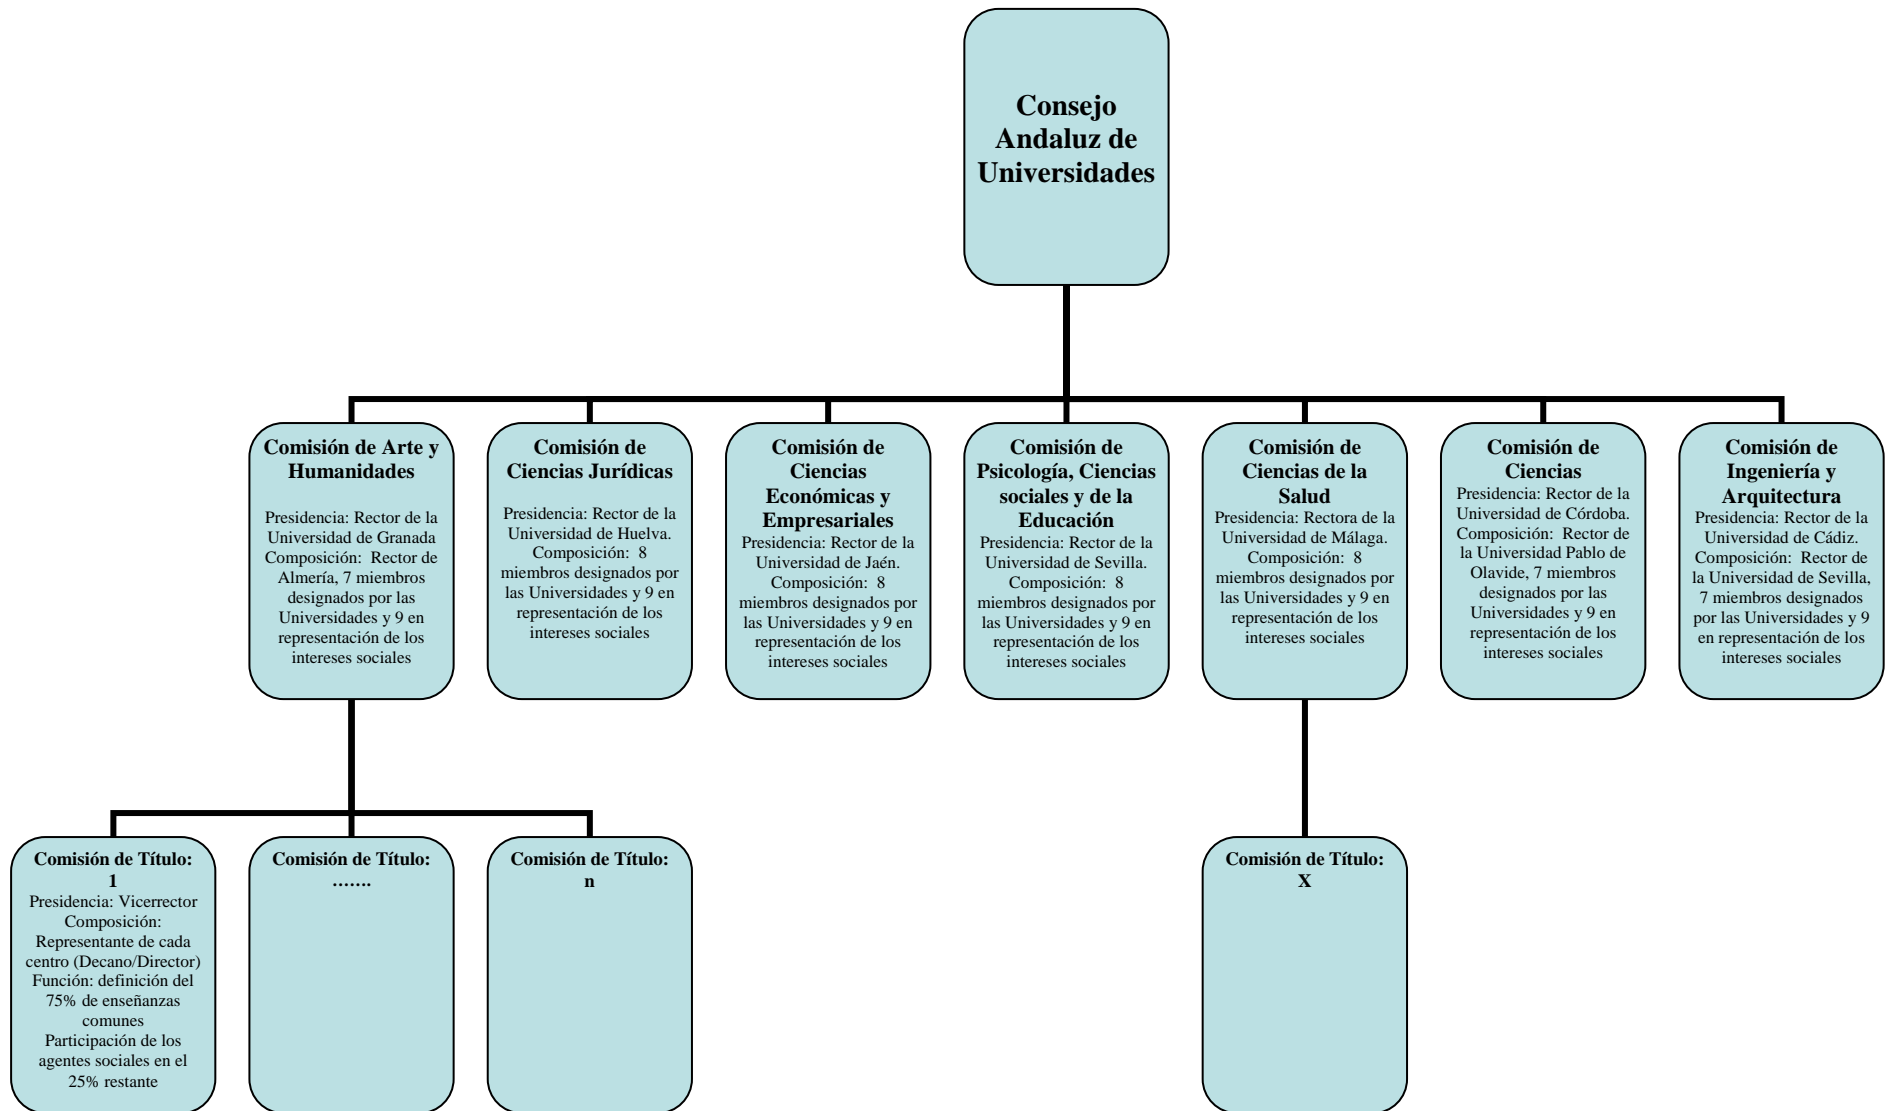 Consejo
Andaluz de
Universidades
Comisión de Arte y
Humanidades
Presidencia: Rector de la
Universidad de Granada
Composición: Rector de
Almería, 7 miembros
designados por las
Universidades y 9 en
representación de los
intereses sociales
Comisión de
Ciencias Jurídicas
Presidencia: Rector de la
Universidad de Huelva.
Composición: 8
miembros designados por
las Universidades y 9 en
representación de los
intereses sociales
Comisión de
Ciencias
Económicas y
Empresariales
Presidencia: Rector de la
Universidad de Jaén.
Composición: 8
miembros designados por
las Universidades y 9 en
representación de los
intereses sociales
Comisión de
Psicología, Ciencias
sociales y de la
Educación
Presidencia: Rector de la
Universidad de Sevilla.
Composición: 8
miembros designados por
las Universidades y 9 en
representación de los
intereses sociales
Comisión de
Ciencias de la
Salud
Presidencia: Rectora de la
Universidad de Málaga.
Composición: 8
miembros designados por
las Universidades y 9 en
representación de los
intereses sociales
Comisión de
Ciencias
Presidencia: Rector de la
Universidad de Córdoba.
Composición: Rector de
la Universidad Pablo de
Olavide, 7 miembros
designados por las
Universidades y 9 en
representación de los
intereses sociales
Comisión de
Ingeniería y
Arquitectura
Presidencia: Rector de la
Universidad de Cádiz.
Composición: Rector de
la Universidad de Sevilla,
7 miembros designados
por las Universidades y 9
en representación de los
intereses sociales
Comisión de Título:
1
Presidencia: Vicerrector
Composición:
Representante de cada
centro (Decano/Director)
Función: definición del
75% de enseñanzas
comunes
Participación de los
agentes sociales en el
25% restante
Comisión de Título:
.......
Comisión de Título:
n
Comisión de Título:
X